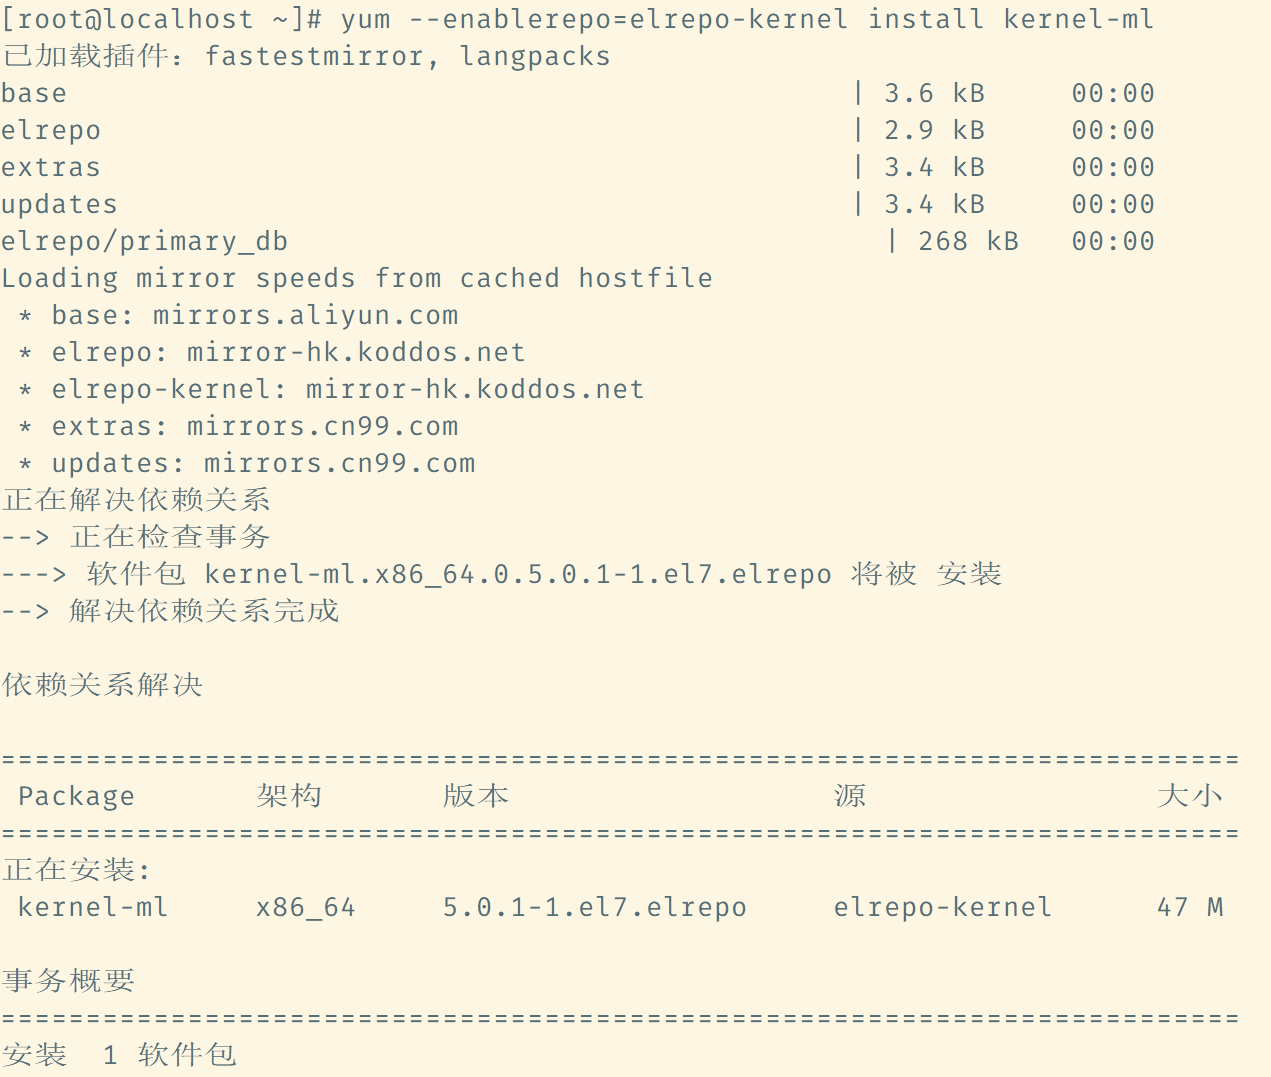 [root@localhost ~]# yum --enablerepo=elrepo-kernel install kernel-ml
已加载插件：fastestmirror, langpacks
base | 3.6 kB 00:00
elrepo | 2.9 kB 00:00
extras | 3.4 kB 00:00
updates | 3.4 kB 00:00
elrepo/primary_db | 268 kB 00:00
Loading mirror speeds from cached hostfile
 * base: mirrors.aliyun.com
 * elrepo: mirror-hk.koddos.net
 * elrepo-kernel: mirror-hk.koddos.net
 * extras: mirrors.cn99.com
 * updates: mirrors.cn99.com
正在解决依赖关系
--> 正在检查事务
---> 软件包 kernel-ml.x86_64.0.5.0.1-1.el7.elrepo 将被 安装
--> 解决依赖关系完成
依赖关系解决
=========================================================================
Package 架构 版本 源 大小
=========================================================================
正在安装:
kernel-ml x86_64 5.0.1-1.el7.elrepo elrepo-kernel 47 M
事务概要
=========================================================================
安装 1 软件包